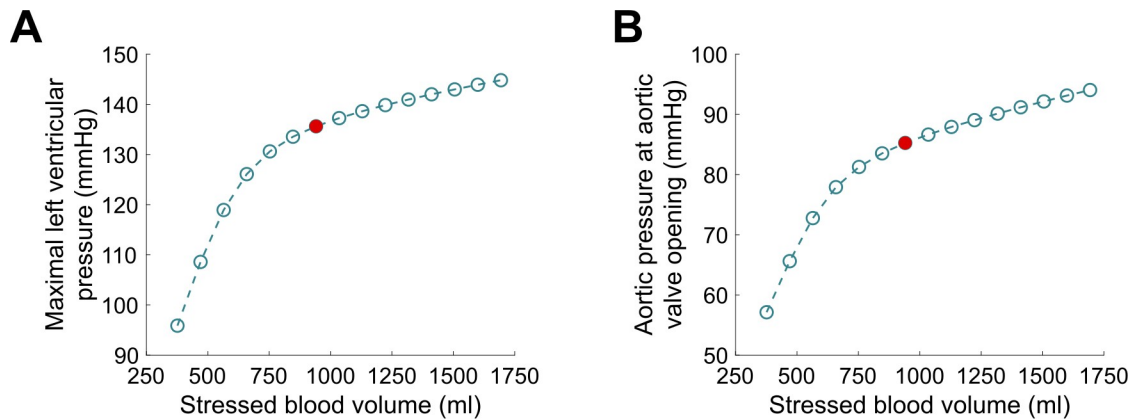 A
Maximal left ventricular
pressure (mmHg)
150
140
130
120
110
100
90
250 500 750 1000 1250 1500 1750
Stressed blood volume (ml)
B
Aortic pressure at aortic
valve opening (mmHg)
100
90
80
70
60
50
250 500 750 1000 1250 1500 1750
Stressed blood volume (ml)